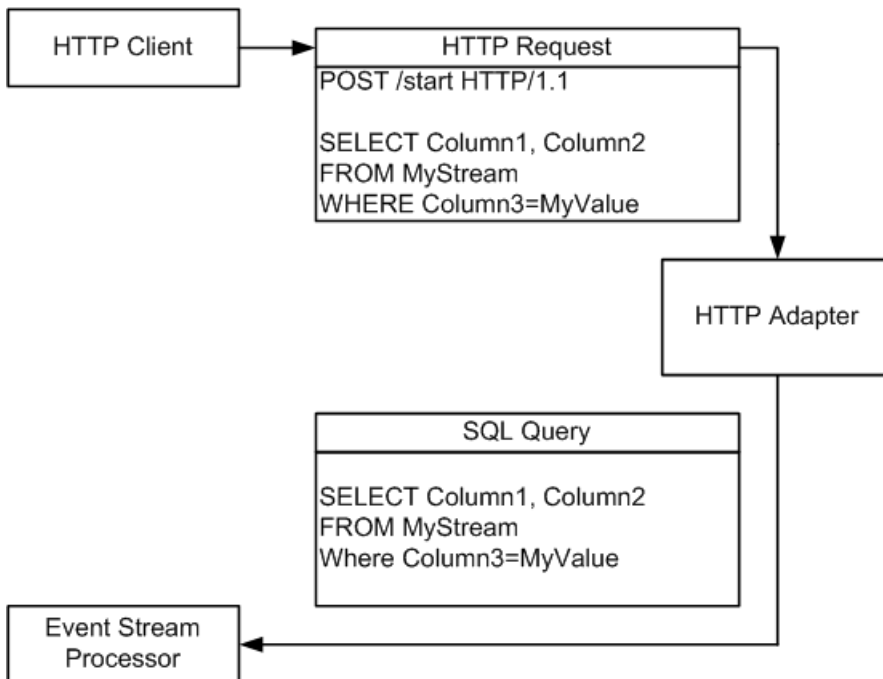 HTTP Client
HTTP Request
POST /start HTTP/1.1
SELECT Column1, Column2
FROM MyStream
WHERE Column3=MyValue
HTTP Adapter
SQL Query
SELECT Column1, Column2
FROM MyStream
Where Column3=MyValue
Event Stream
Processor